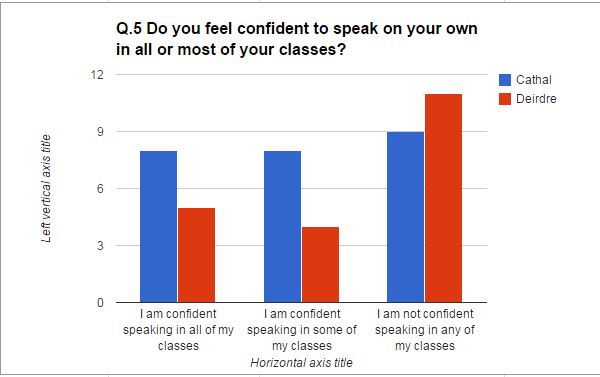 Q.5 Do you feel confident to speak on your own
in all or most of your classes?
12
9
6
3
0
Left vertical axis title
Cathal
Deirdre
I am confident
speaking in all of my
classes
I am confident
speaking in some of
my classes
I am not confident
speaking in any of
my classes
Horizontal axis title